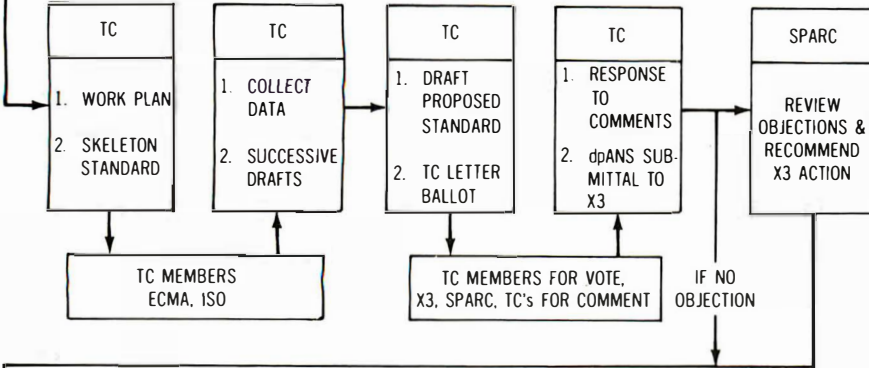 TC
1. WORK PLAN
2. SKELETON
STANDARD
TC
1. COLLECT
DATA
2. SUCCESSIVE
DRAFTS
TC
1. DRAFT
PROPOSED
STANDARD
2. TC LETTER
BALLOT
TC
1. RESPONSE
TO
COMMENTS
2. dpANS SUB-
MITTAL TO
X3
SPARC
REVIEW
OBJECTIONS &
RECOMMEND
X3 ACTION
TC MEMBERS
ECMA, ISO
TC MEMBERS FOR VOTE,
X3, SPARC, TC's FOR COMMENT
IF NO
OBJECTION